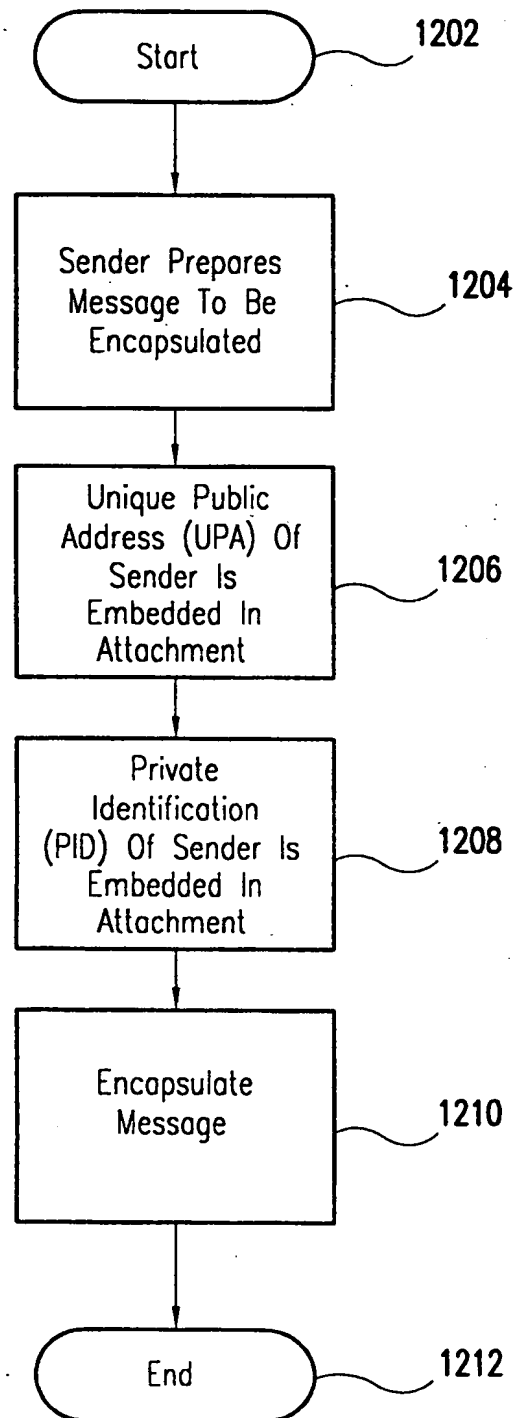 Start
1202
Sender Prepares
Message To Be
Encapsulated
1204
Unique Public
Address (UPA) Of
Sender Is
Embedded In
Attachment
1206
Private
Identification
(PID) Of Sender Is
Embedded In
Attachment
1208
Encapsulate
Message
1210
End
1212